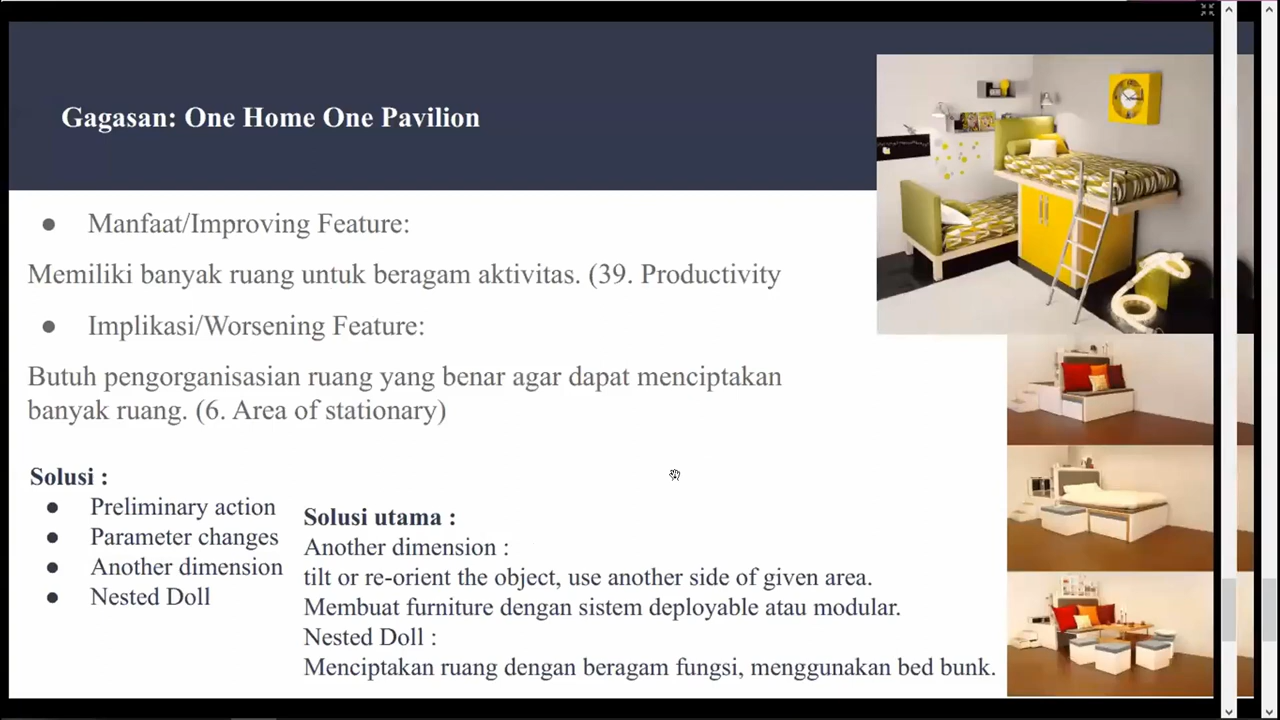 Gagasan: One Home One Pavilion
● Manfaat/Improving Feature:
Memiliki banyak ruang untuk beragam aktivitas. (39. Productivity
● Implikasi/Worsening Feature:
Butuh pengorganisasian ruang yang benar agar dapat menciptakan
banyak ruang. (6. Area of stationary)
Solusi :
● Preliminary action
● Parameter changes
● Another dimension
● Nested Doll
Solusi utama :
Another dimension :
tilt or re-orient the object, use another side of given area.
Membuat furniture dengan sistem deployable atau modular.
Nested Doll :
Menciptakan ruang dengan beragam fungsi, menggunakan bed bunk.